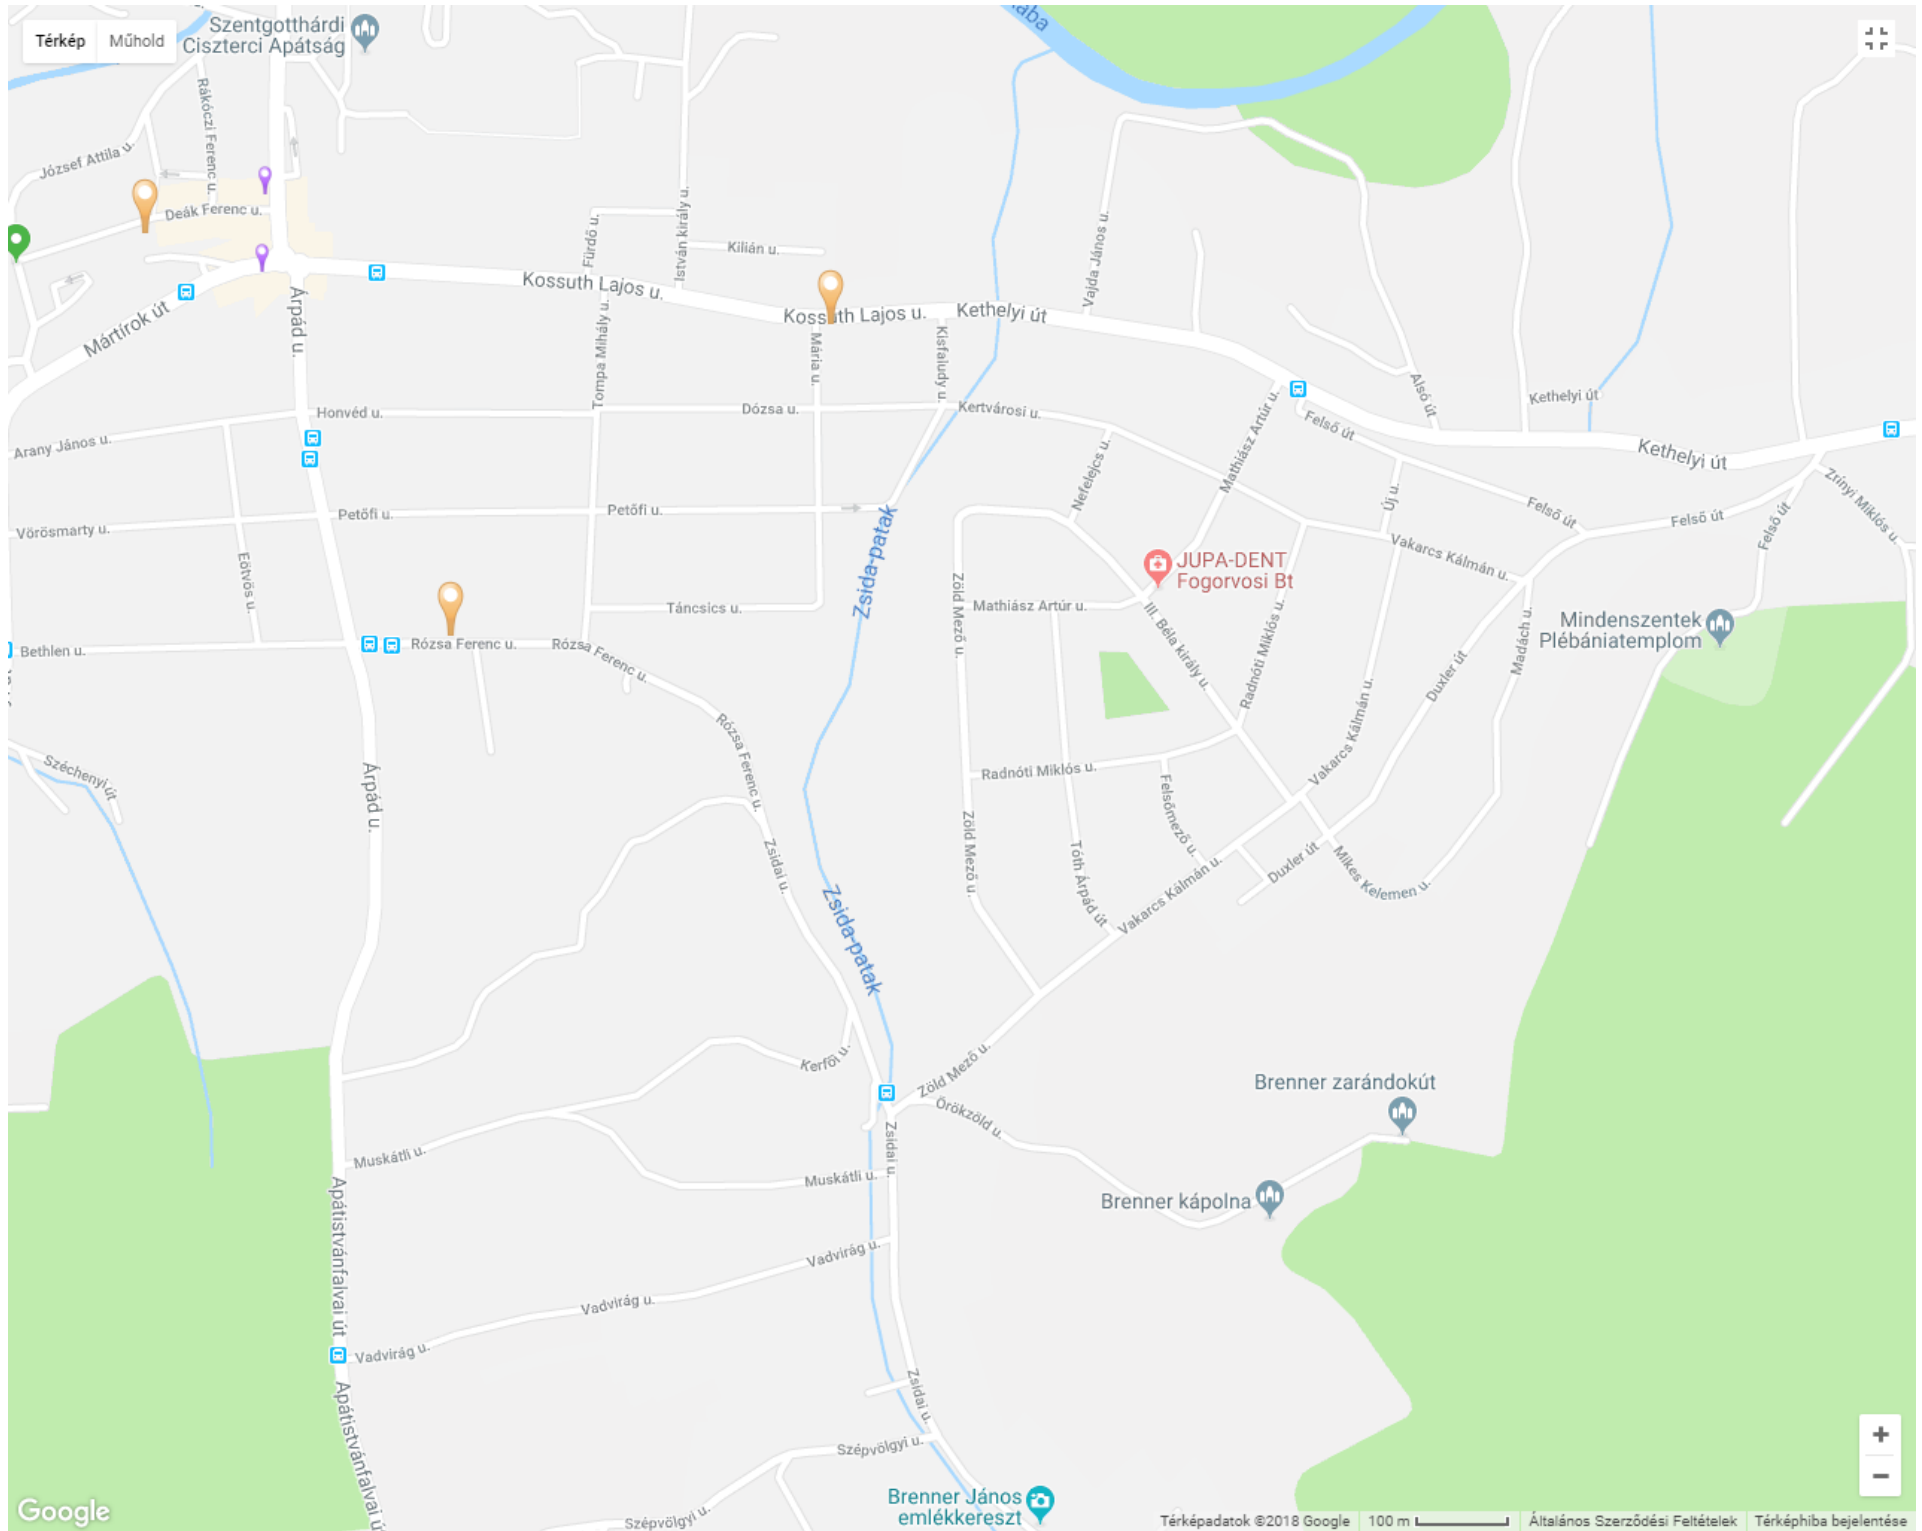 Térkép
Műhold
Szentgotthárdi
Ciszterci Apátság
Rákóczi Ferenc u.
József Attila u.
Deák Ferenc u.
István király u.
Fürdő u.
Kilián u.
Vajda János u.
Kossuth Lajos u.
Kossuth Lajos u.
Kethelyi út
Mártírok út
Árpád u.
Tompa Mihály u.
Mária u.
Kisfaludy u.
Alsó út
Kethelyi út
Honvéd u.
Dózsa u.
Kertvárosi u.
Mathiász Artúr u.
Felső út
Arany János u.
Kethelyi út
Nefelejcs u.
Új u.
Zrínyi Miklós u.
Vörösmarty u.
Petőfi u.
Petőfi u.
Felső út
Felső út
Felső út
Zsida-patak
Vakarcs Kálmán u.
Eötvös u.
JUPA-DENT
Fogorvosi Bt
Zöld Mező u.
Mathiász Artúr u.
Táncsics u.
III. Béla király u.
Radnóti Miklós u.
Madách u.
Mindenszentek
Plébániatemplom
Bethlen u.
Rózsa Ferenc u.
Rózsa Ferenc u.
Duxler út
Rózsa Ferenc u.
Vakarcs Kálmán u.
Széchenyi út
Árpád u.
Radnóti Miklós u.
Felsőmező u.
Zsidai u.
Zöld Mező u.
Tóth Árpád út
Duxler út
Mikes Kelemen u.
Vakarcs Kálmán u.
Zsida-patak
Kerföl u.
Zöld Mező u.
Örökzöld u.
Brenner zarándokút
Muskátli u.
Zsidai u.
Muskátli u.
Brenner kápolna
Apátistvánfalvai út
Vadvirág u.
Vadvirág u.
Vadvirág u.
Apátistvánfalvai út
Zsidai u.
Szépvölgyi u.
Brenner János
emlékkereszt
Szépvölgyi u.
Google
Térképadatok ©2018 Google
100 m
Általános Szerződési Feltételek
Térképhiba bejelentése